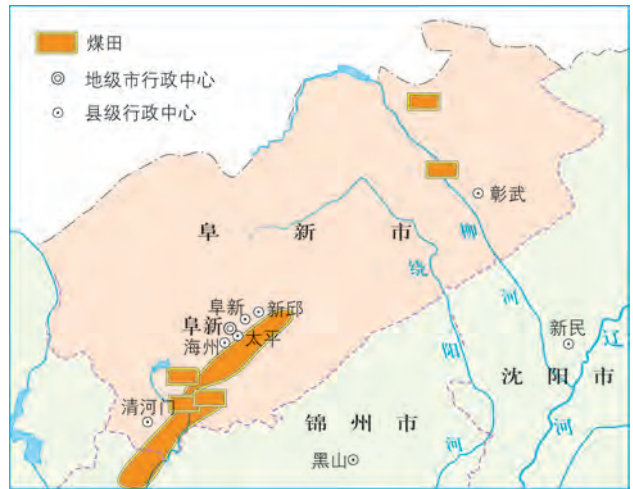 煤田
地级市行政中心
县级行政中心
彰武
阜新市
柳河
绕阳河
阜新
新邱
阜新
海州
太平
清河门
新民
辽河
沈阳市
锦州市
黑山